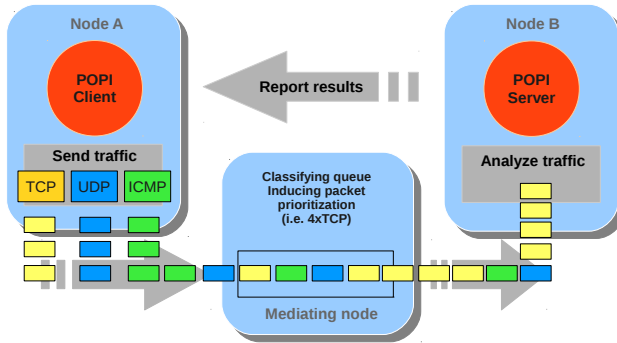 Node A
POPI
Client
Send traffic
TCP
UDP
ICMP
Report results
Node B
POPI
Server
Analyze traffic
Classifying queue
Inducing packet
prioritization
(i.e. 4xTCP)
Mediating node